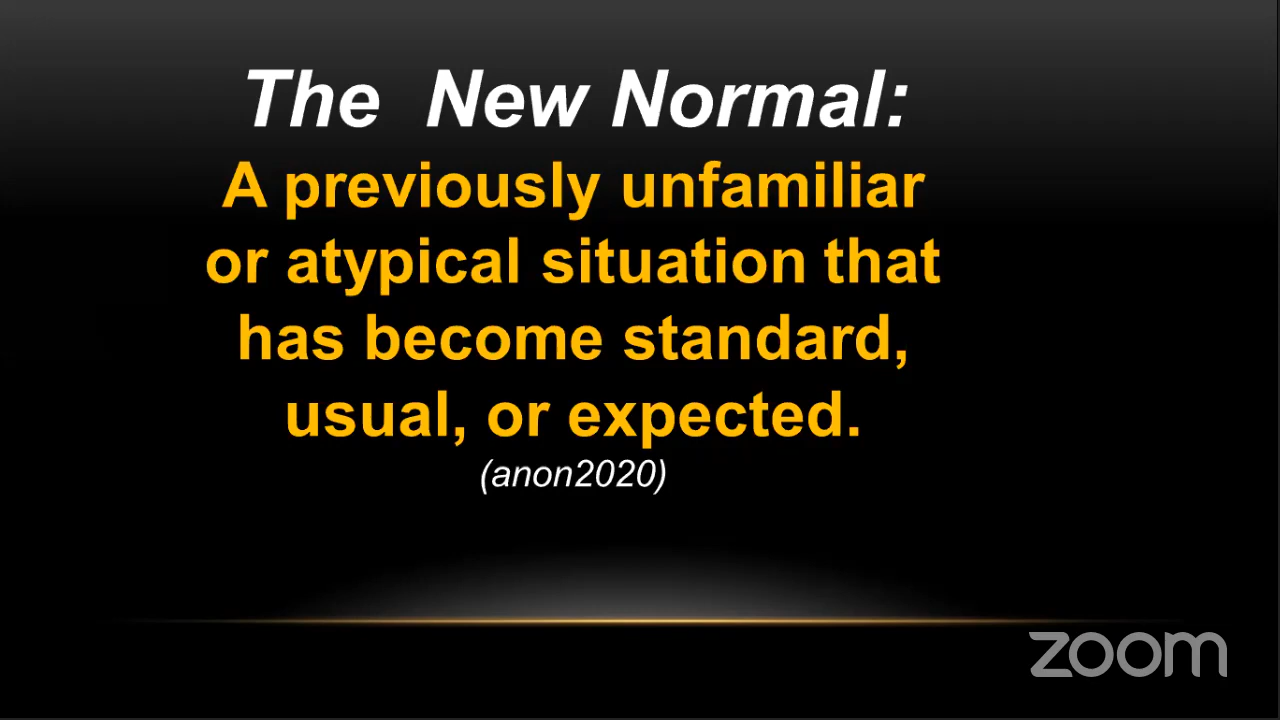 The  New Normal:
A previously unfamiliar
or atypical situation that
has become standard,
usual, or expected.
(anon2020)
zoom